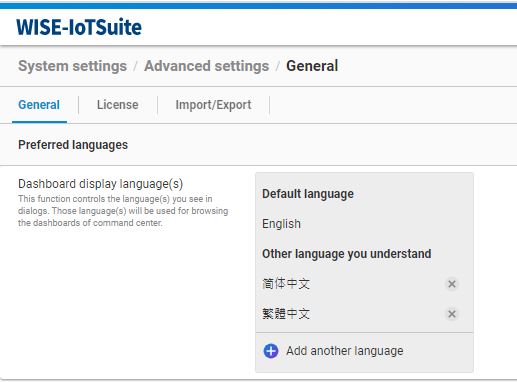 WISE-IoTSuite
System settings / Advanced settings / General
General
License
Import/Export
Preferred languages
Dashboard display language(s)
This function controls the language(s) you see in
dialogs. Those language(s) will be used for browsing
the dashboards of command center.
Default language
English
Other language you understand
简体中文
繁體中文
Add another language